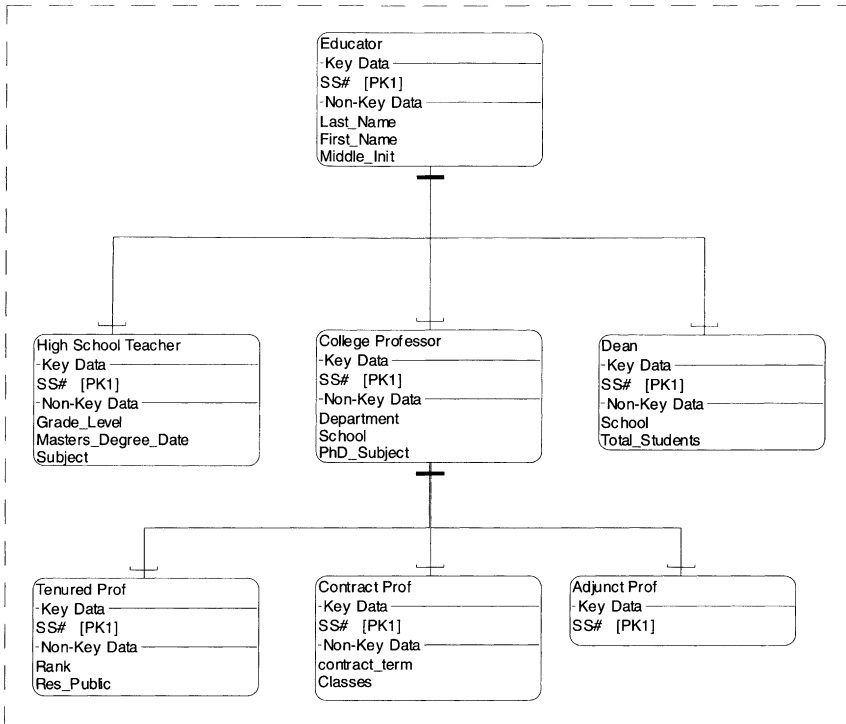 Educator
-Key Data
SS#   [PK1]
-Non-Key Data
Last_Name
First_Name
Middle_Init
High School Teacher
-Key Data
SS#   [PK1]
-Non-Key Data
Grade_Level
Masters_Degree_Date
Subject
College Professor
-Key Data
SS#   [PK1]
-Non-Key Data
Department
School
PhD_Subject
Dean
-Key Data
SS#   [PK1]
-Non-Key Data
School
Total_Students
Tenured Prof
-Key Data
SS#   [PK1]
-Non-Key Data
Rank
Res_Public
Contract Prof
-Key Data
SS#   [PK1]
-Non-Key Data
contract_term
Classes
Adjunct Prof
-Key Data
SS#   [PK1]